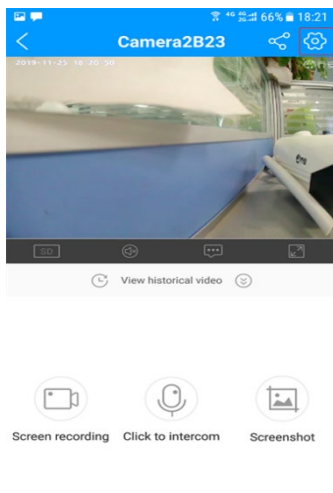 4G 66% 18:21
Camera2B23
2019-11-25 18:20:50
SD
View historical video
Screen recording Click to intercom Screenshot